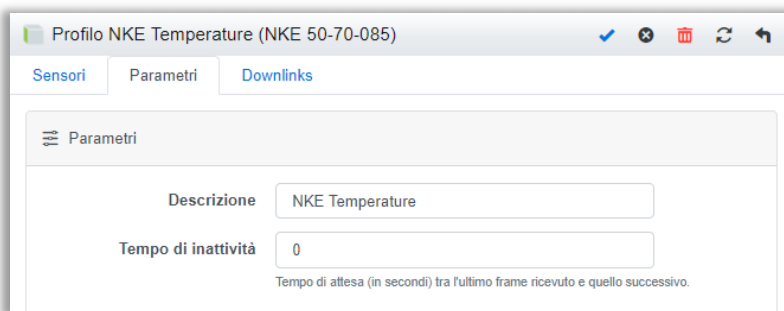 Profilo NKE Temperature (NKE 50-70-085)
Sensori Parametri Downlinks
Parametri
Descrizione NKE Temperature
Tempo di inattività 0
Tempo di attesa (in secondi) tra l'ultimo frame ricevuto e quello successivo.